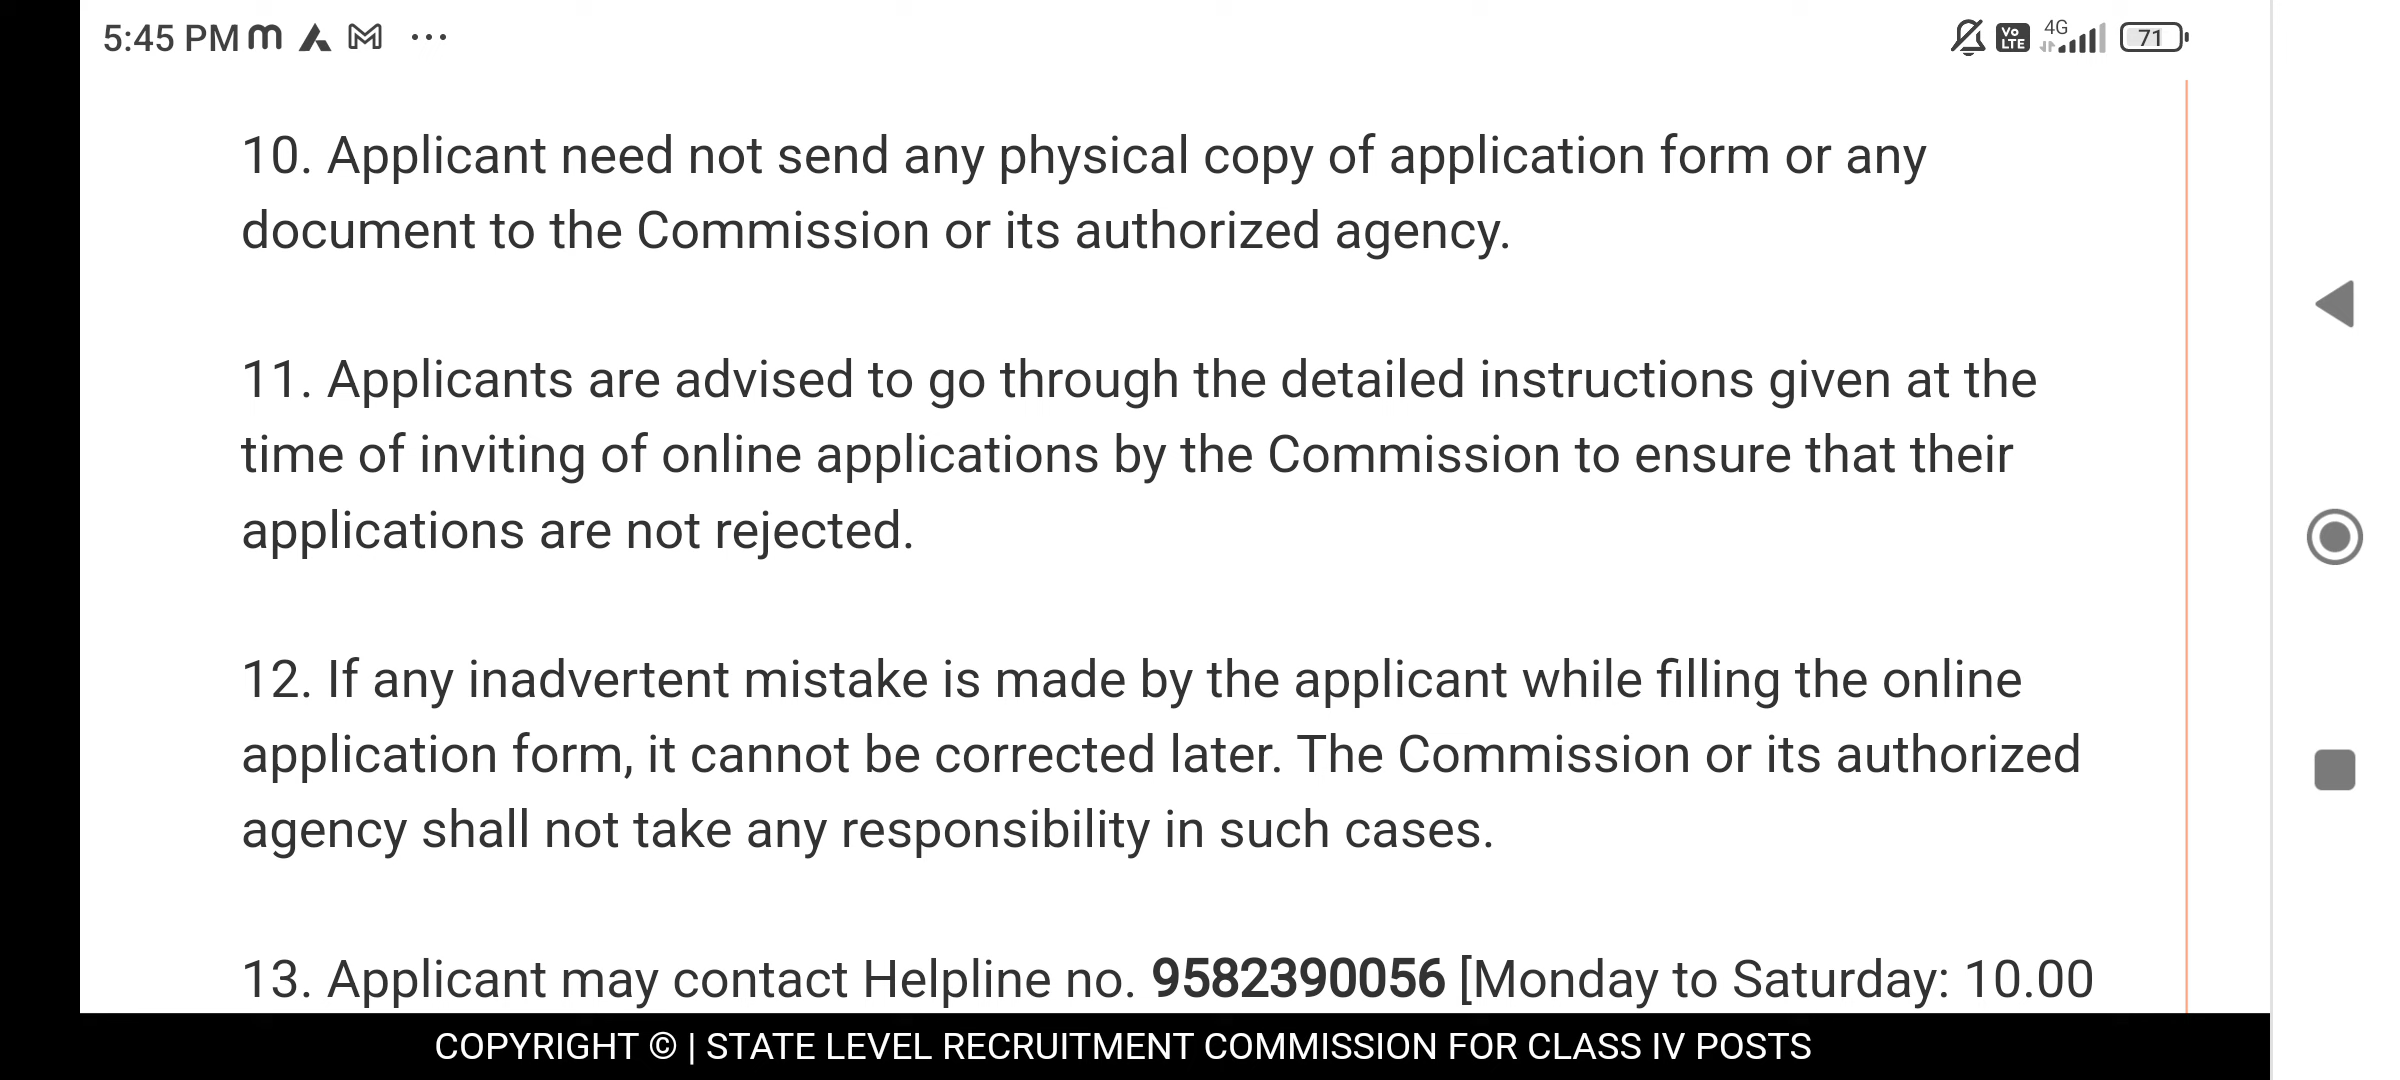 5:45 PM
Vo LTE 4G 71
10. Applicant need not send any physical copy of application form or any
document to the Commission or its authorized agency.
11. Applicants are advised to go through the detailed instructions given at the
time of inviting of online applications by the Commission to ensure that their
applications are not rejected.
12. If any inadvertent mistake is made by the applicant while filling the online
application form, it cannot be corrected later. The Commission or its authorized
agency shall not take any responsibility in such cases.
13. Applicant may contact Helpline no. 9582390056 [Monday to Saturday: 10.00
COPYRIGHT © | STATE LEVEL RECRUITMENT COMMISSION FOR CLASS IV POSTS